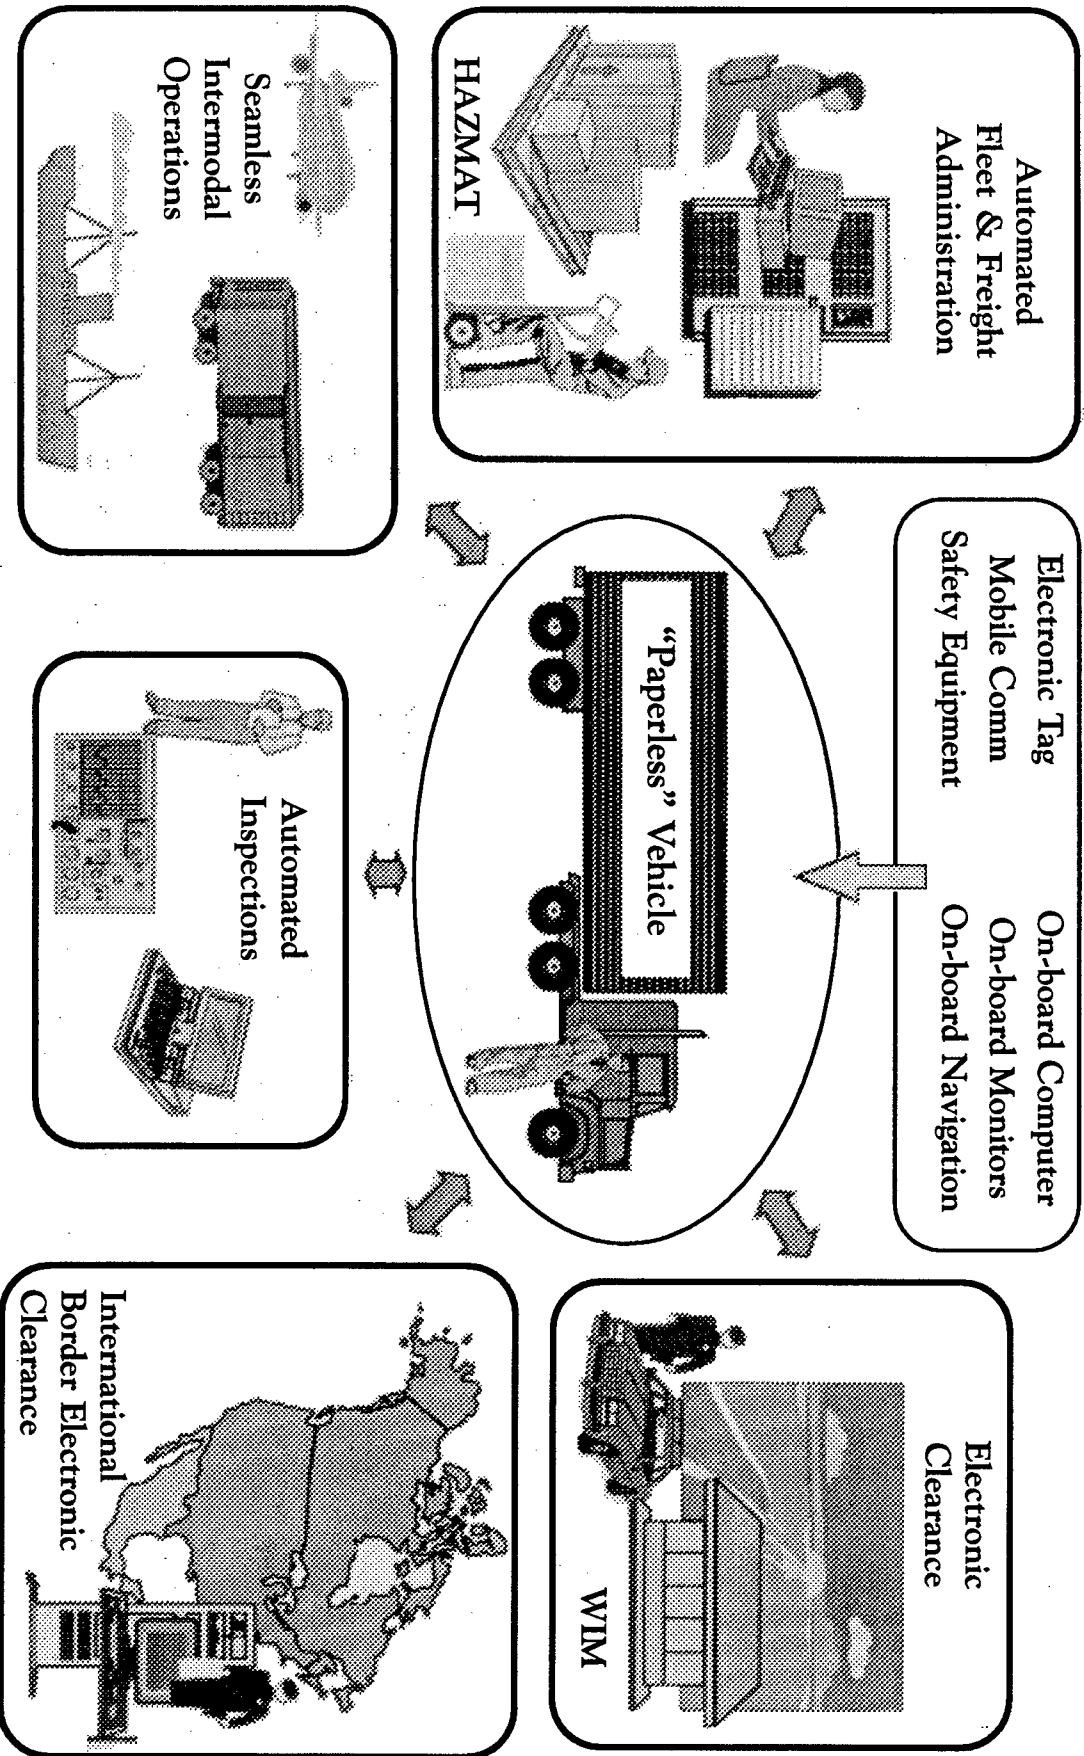 Automated
Fleet & Freight
Administration
HAZMAT
Electronic Tag
Mobile Comm
Safety Equipment
On-board Computer
On-board Monitors
On-board Navigation
Electronic
Clearance
WIM
"Paperless" Vehicle
Seamless
Intermodal
Operations
Automated
Inspections
International
Border Electronic
Clearance